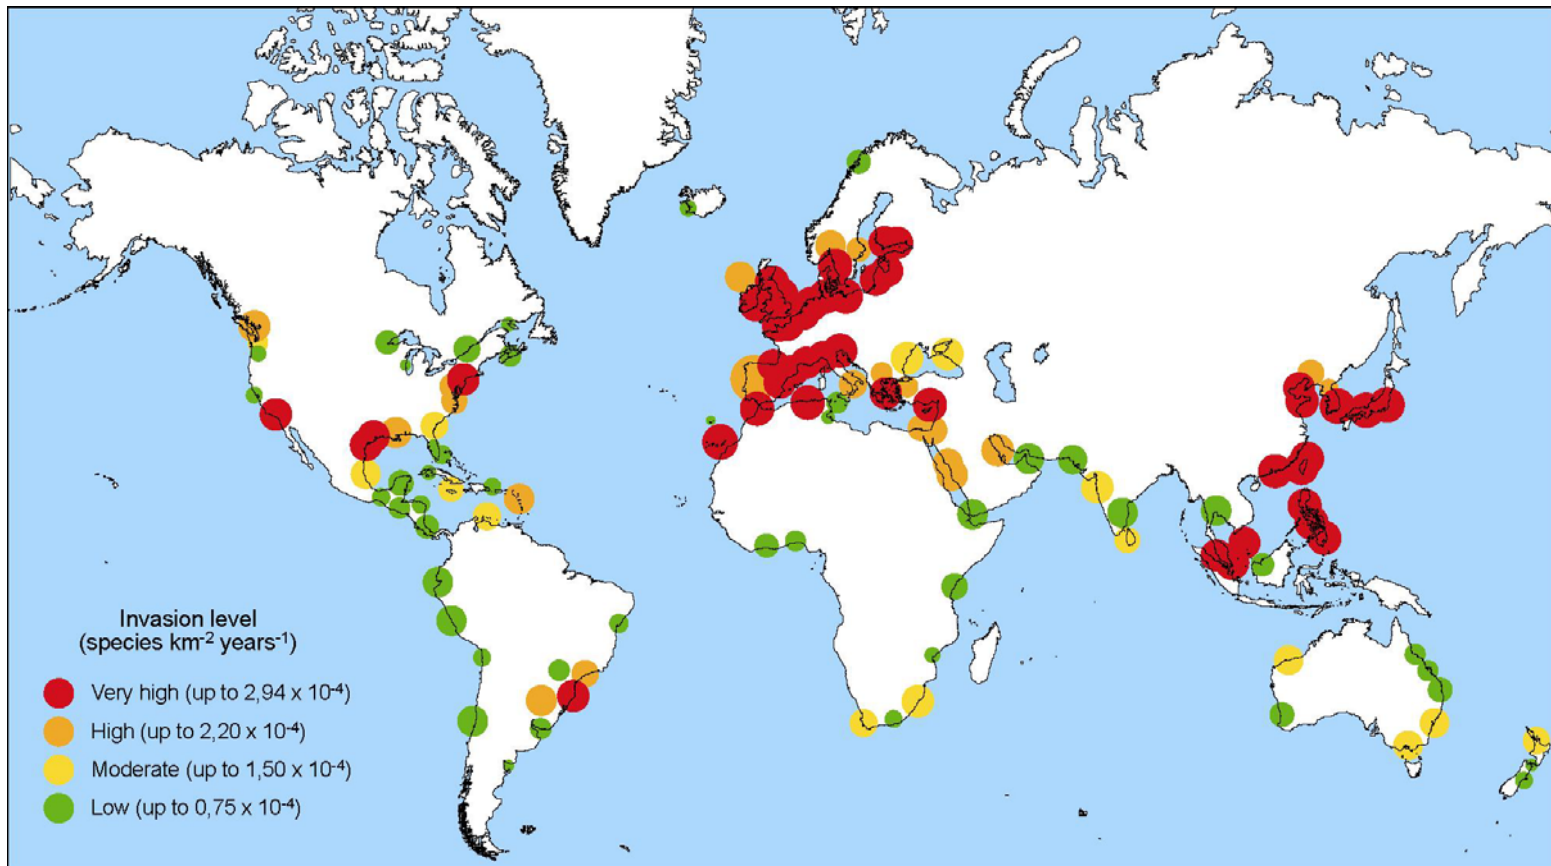 Invasion level
(species km⁻² years⁻¹)
Very high (up to 2,94 x 10⁻⁴)
High (up to 2,20 x 10⁻⁴)
Moderate (up to 1,50 x 10⁻⁴)
Low (up to 0,75 x 10⁻⁴)